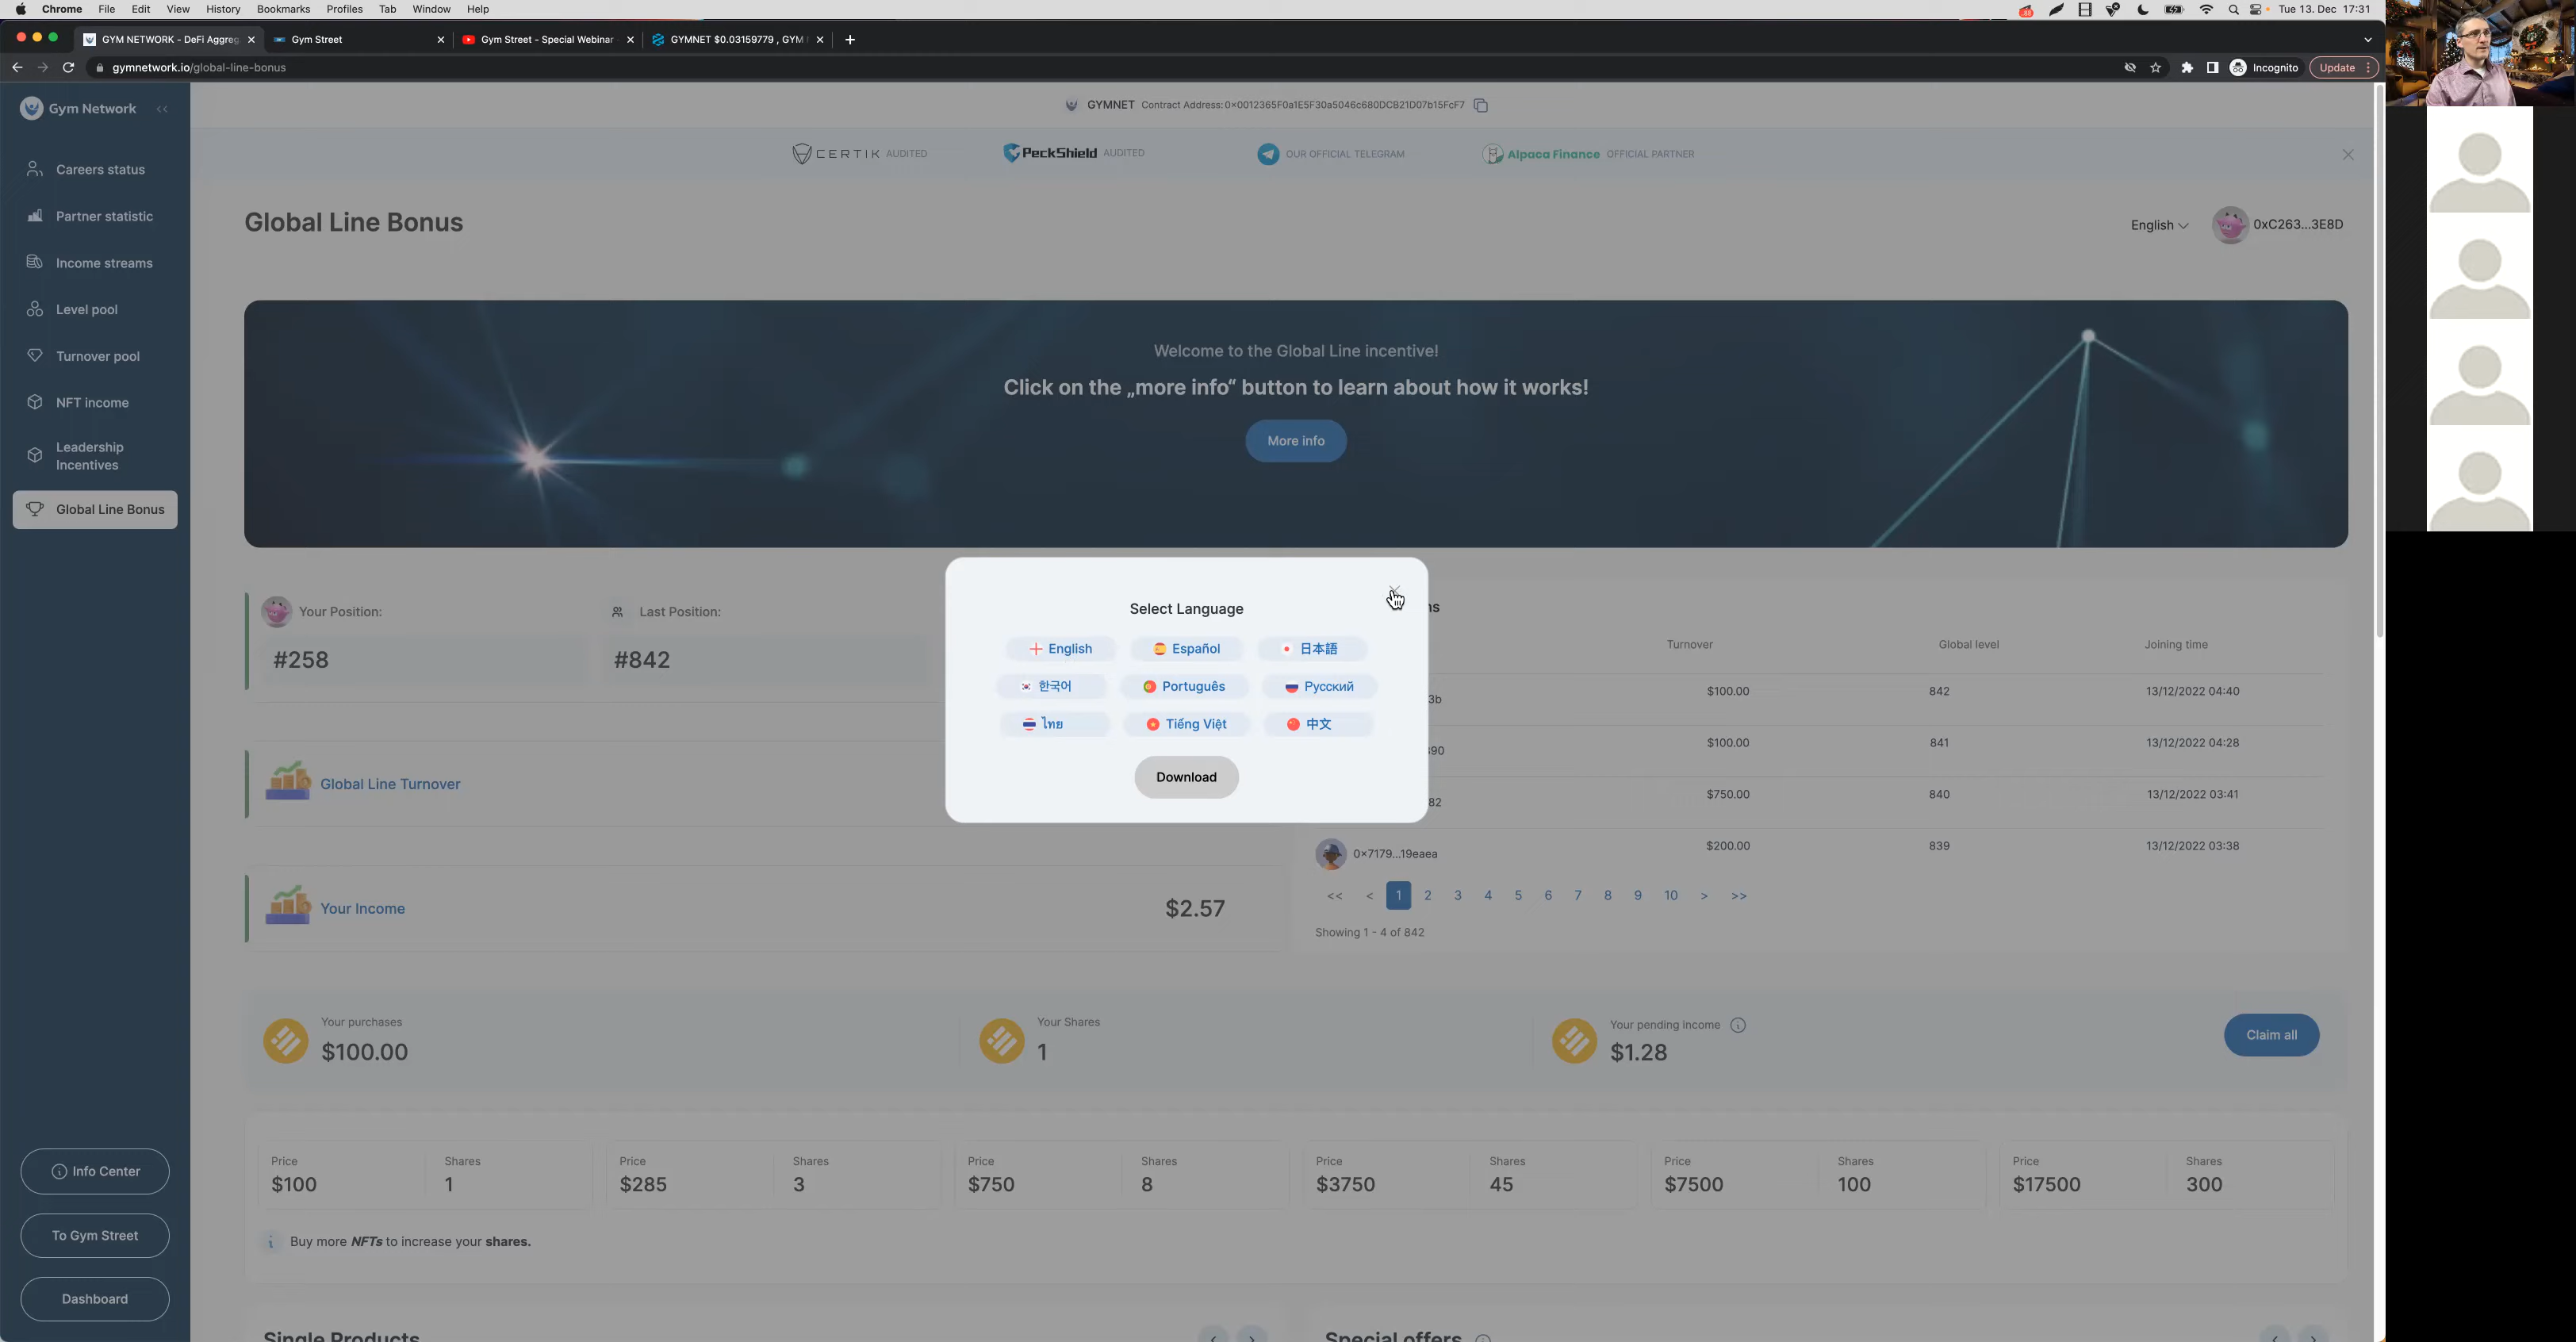 Chrome File Edit View History Bookmarks Profiles Tab Window Help
Tue 13. Dec 17:31
GYM NETWORK - DeFi Aggreg
Gym Street
Gym Street - Special Webinar
GYMNET $0.03159779 , GYM
gymnetwork.io/global-line-bonus
Incognito
Update
Gym Network
GYMNET Contract Address: 0x0012365F0a1E5F30a5046c680DCB21D07b15FcF7
CERTIK AUDITED
PeckShield AUDITED
OUR OFFICIAL TELEGRAM
Alpaca Finance OFFICIAL PARTNER
Careers status
Partner statistic
Income streams
Level pool
Turnover pool
NFT income
Leadership
Incentives
Global Line Bonus
Info Center
To Gym Street
Dashboard
Global Line Bonus
English
0xC263...3E8D
Welcome to the Global Line incentive!
Click on the „more info“ button to learn about how it works!
More info
Your Position:
Last Position:
#258
#842
Global Line Turnover
Your Income
$2.57
Select Language
English
Español
日本語
한국어
Português
Русский
ไทย
Tiếng Việt
中文
Download
Turnover Global level Joining time
$100.00 842 13/12/2022 04:40
$100.00 841 13/12/2022 04:28
$750.00 840 13/12/2022 03:41
0x7179...19eaea $200.00 839 13/12/2022 03:38
<< < 1 2 3 4 5 6 7 8 9 10 > >>
Showing 1 - 4 of 842
Your purchases
$100.00
Your Shares
1
Your pending income
$1.28
Claim all
Price Shares Price Shares Price Shares Price Shares Price Shares Price Shares
$100 1 $285 3 $750 8 $3750 45 $7500 100 $17500 300
Buy more NFTs to increase your shares.
Single Products
Special offers